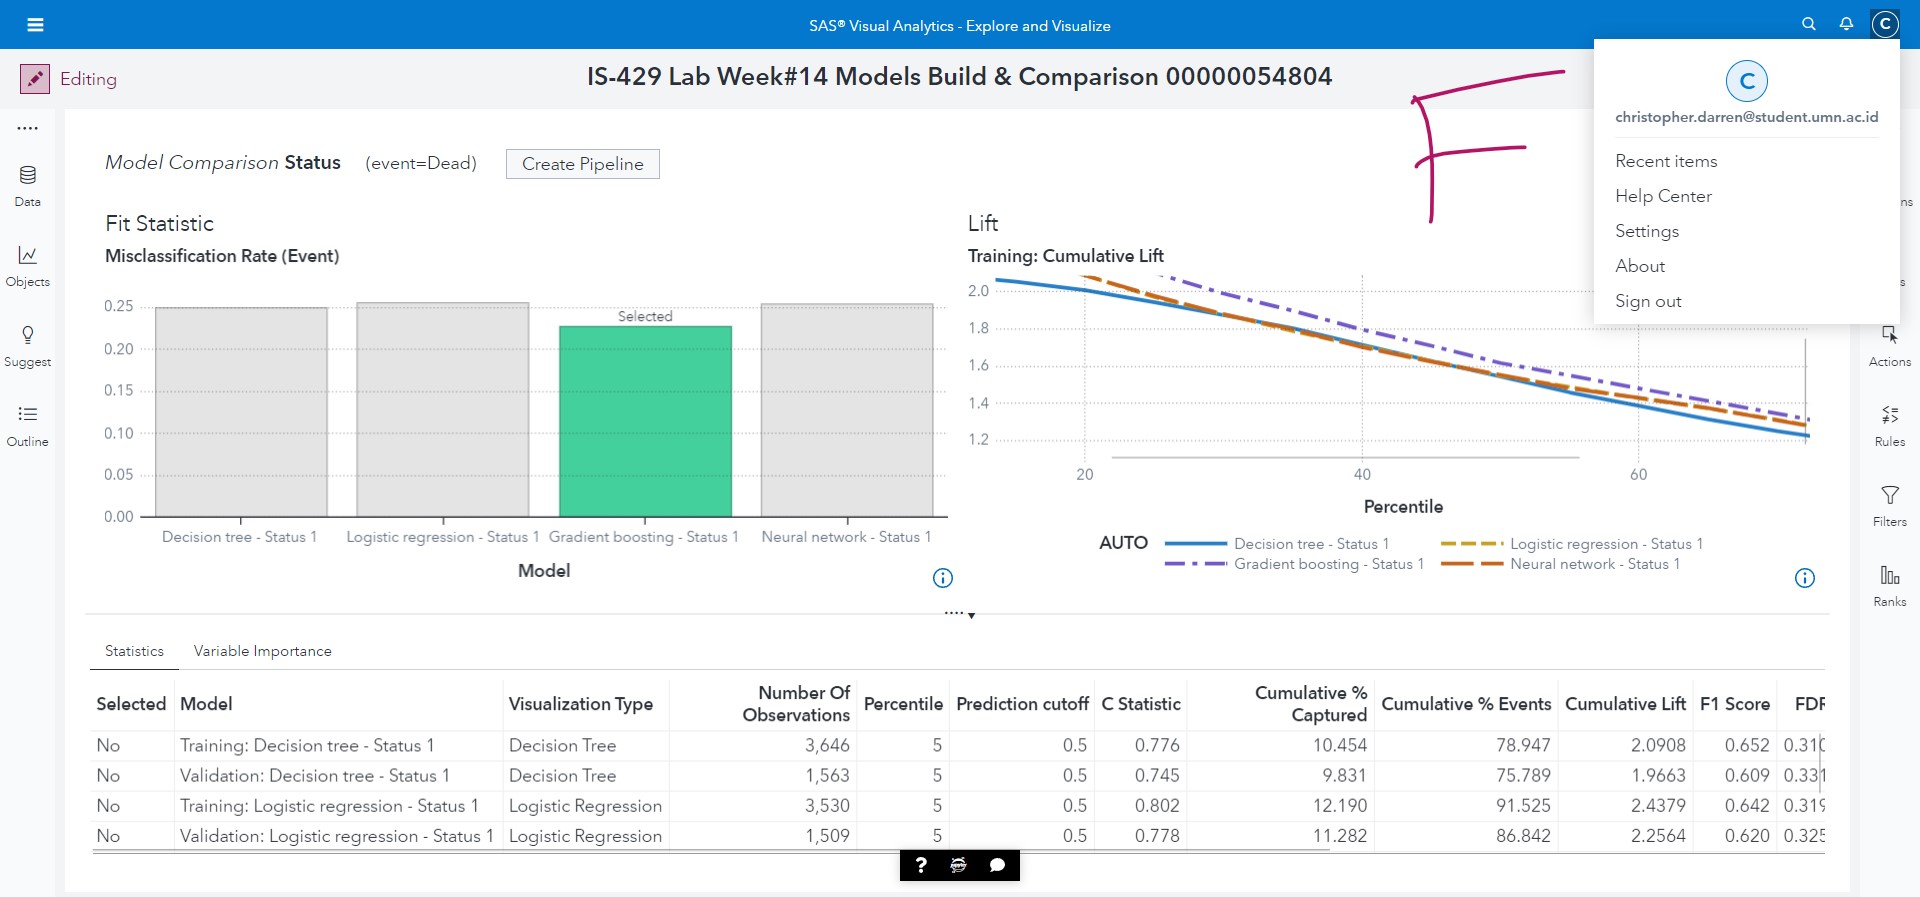 SAS® Visual Analytics - Explore and Visualize
C
Editing
IS-429 Lab Week#14 Models Build & Comparison 00000054804
F
C
christopher.darren@student.umn.ac.id
Recent items
Help Center
Settings
About
Sign out
Data
Objects
Suggest
Outline
Model Comparison Status (event=Dead) Create Pipeline
Fit Statistic
Misclassification Rate (Event)
0.25
0.20
0.15
0.10
0.05
0.00
Selected
Decision tree - Status 1 Logistic regression - Status 1 Gradient boosting - Status 1 Neural network - Status 1
Model
Lift
Training: Cumulative Lift
2.0
1.8
1.6
1.4
1.2
20 40 60
Percentile
AUTO Decision tree - Status 1 Logistic regression - Status 1
Gradient boosting - Status 1 Neural network - Status 1
ns
s
Actions
Rules
Filters
Ranks
Statistics Variable Importance
Selected Model Visualization Type Number Of Observations Percentile Prediction cutoff C Statistic Cumulative % Captured Cumulative % Events Cumulative Lift F1 Score FDR
No Training: Decision tree - Status 1 Decision Tree 3,646 5 0.5 0.776 10.454 78.947 2.0908 0.652 0.310
No Validation: Decision tree - Status 1 Decision Tree 1,563 5 0.5 0.745 9.831 75.789 1.9663 0.609 0.331
No Training: Logistic regression - Status 1 Logistic Regression 3,530 5 0.5 0.802 12.190 91.525 2.4379 0.642 0.319
No Validation: Logistic regression - Status 1 Logistic Regression 1,509 5 0.5 0.778 11.282 86.842 2.2564 0.620 0.325
?